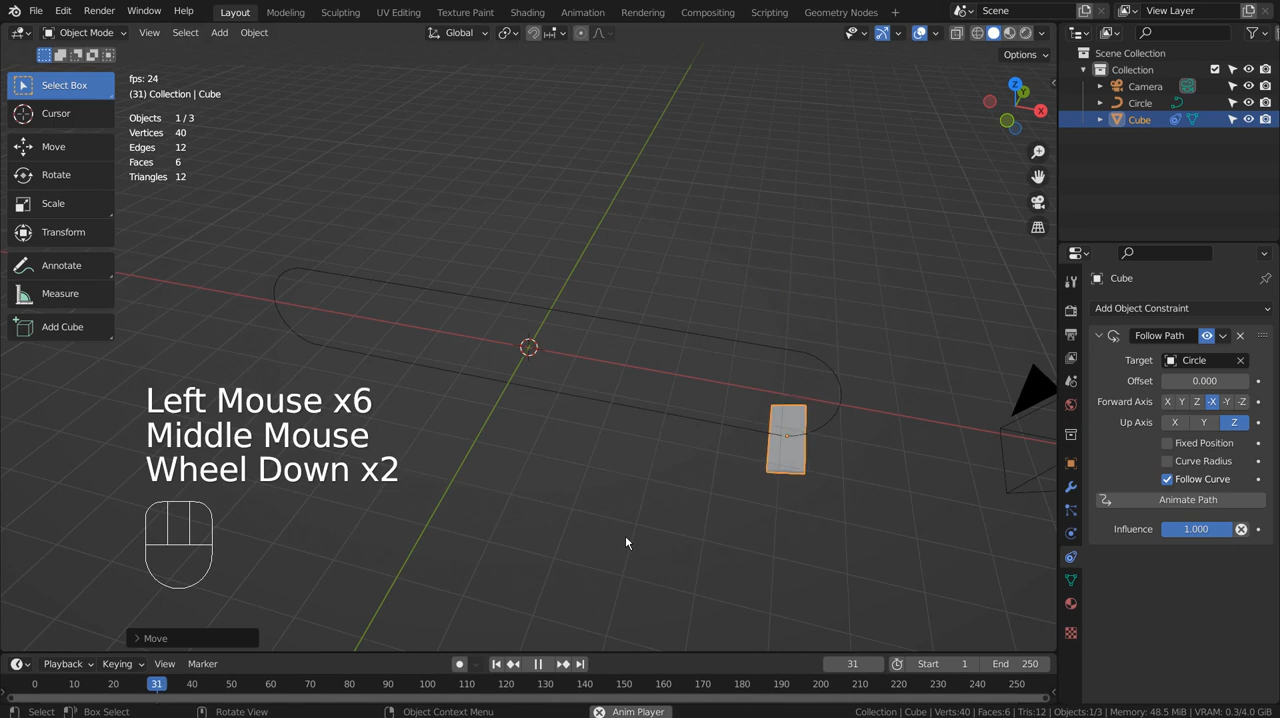 File Edit Render Window Help Layout Modeling Sculpting UV Editing Texture Paint Shading Animation Rendering Compositing Scripting Geometry Nodes + Scene View Layer
Object Mode View Select Add Object Global
Options
Select Box
Cursor
Move
Rotate
Scale
Transform
Annotate
Measure
Add Cube
fps: 24
(31) Collection | Cube
Objects 1 / 3
Vertices 40
Edges 12
Faces 6
Triangles 12
Z
Y
X
Left Mouse x6
Middle Mouse
Wheel Down x2
Move
Scene Collection
Collection
Camera
Circle
Cube
Cube
Add Object Constraint
Follow Path
Target Circle
Offset 0.000
Forward Axis X Y Z -X -Y -Z
Up Axis X Y Z
Fixed Position
Curve Radius
Follow Curve
Animate Path
Influence 1.000
Playback Keying View Marker 31 Start 1 End 250
0 10 20 31 40 50 60 70 80 90 100 110 120 130 140 150 160 170 180 190 200 210 220 230 240 250
Select Box Select Rotate View Object Context Menu Anim Player Collection | Cube | Verts:40 | Faces:6 | Tris:12 | Objects:1/3 | Memory: 48.5 MiB | VRAM: 0.3/4.0 GiB